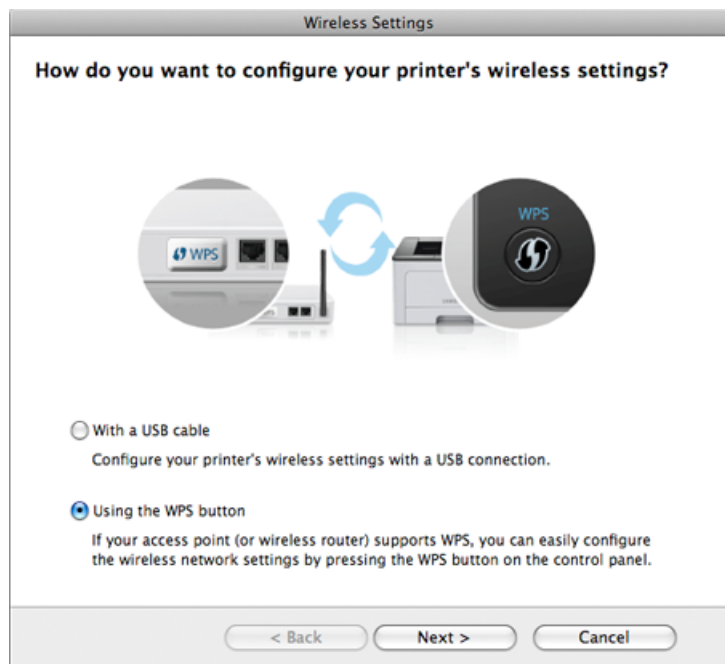 Wireless Settings
How do you want to configure your printer's wireless settings?
WPS
WPS
With a USB cable
Configure your printer's wireless settings with a USB connection.
Using the WPS button
If your access point (or wireless router) supports WPS, you can easily configure
the wireless network settings by pressing the WPS button on the control panel.
< Back
Next >
Cancel